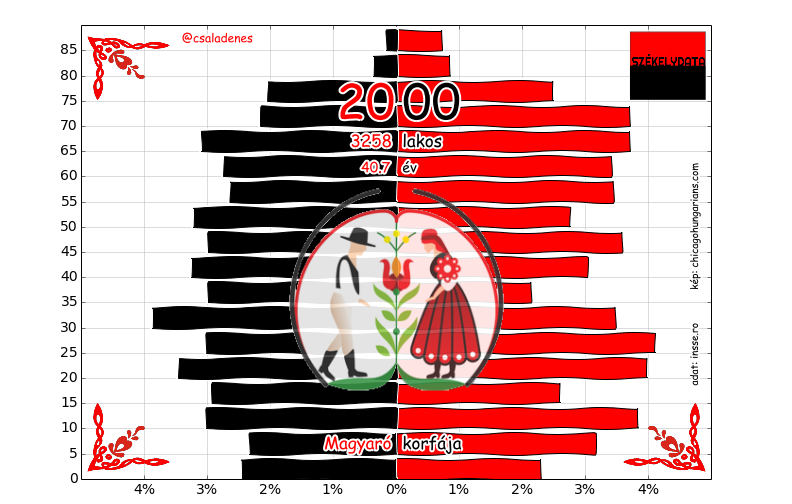 @csaladenes
SZÉKELYDATA
2000
3258 lakos
40.7 év
kép: chicagohungarians.com
adat: insse.ro
Magyaró korfája
85
80
75
70
65
60
55
50
45
40
35
30
25
20
15
10
5
0
4% 3% 2% 1% 0% 1% 2% 3% 4%